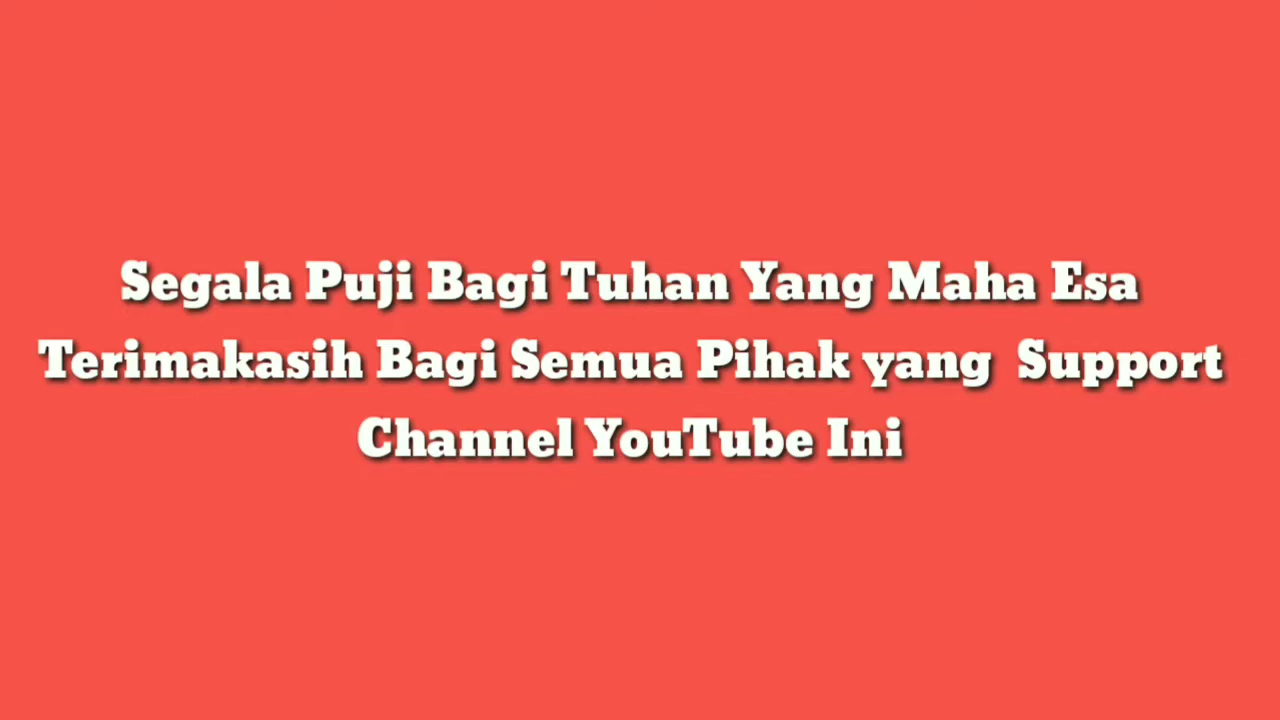 Segala Puji Bagi Tuhan Yang Maha Esa
Terimakasih Bagi Semua Pihak yang  Support
Channel YouTube Ini